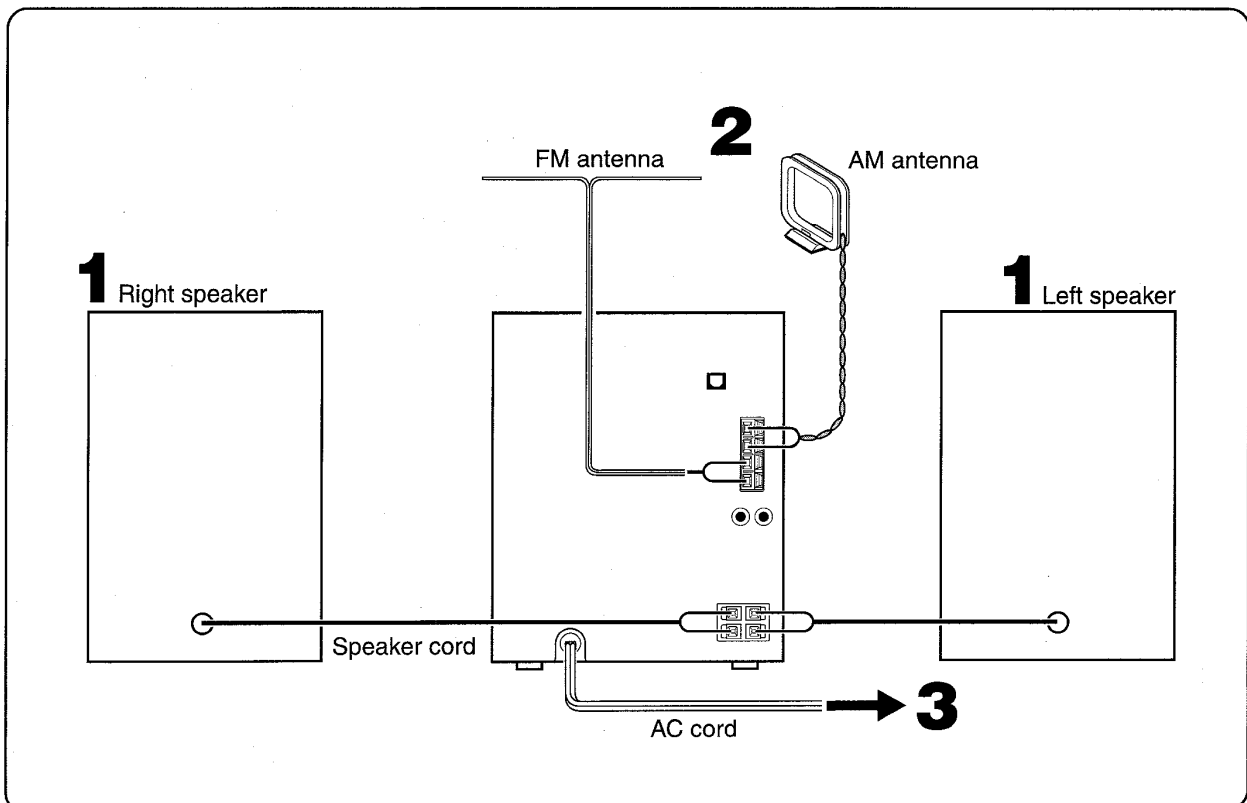 2
FM antenna
AM antenna
1 Right speaker
1 Left speaker
Speaker cord
3
AC cord